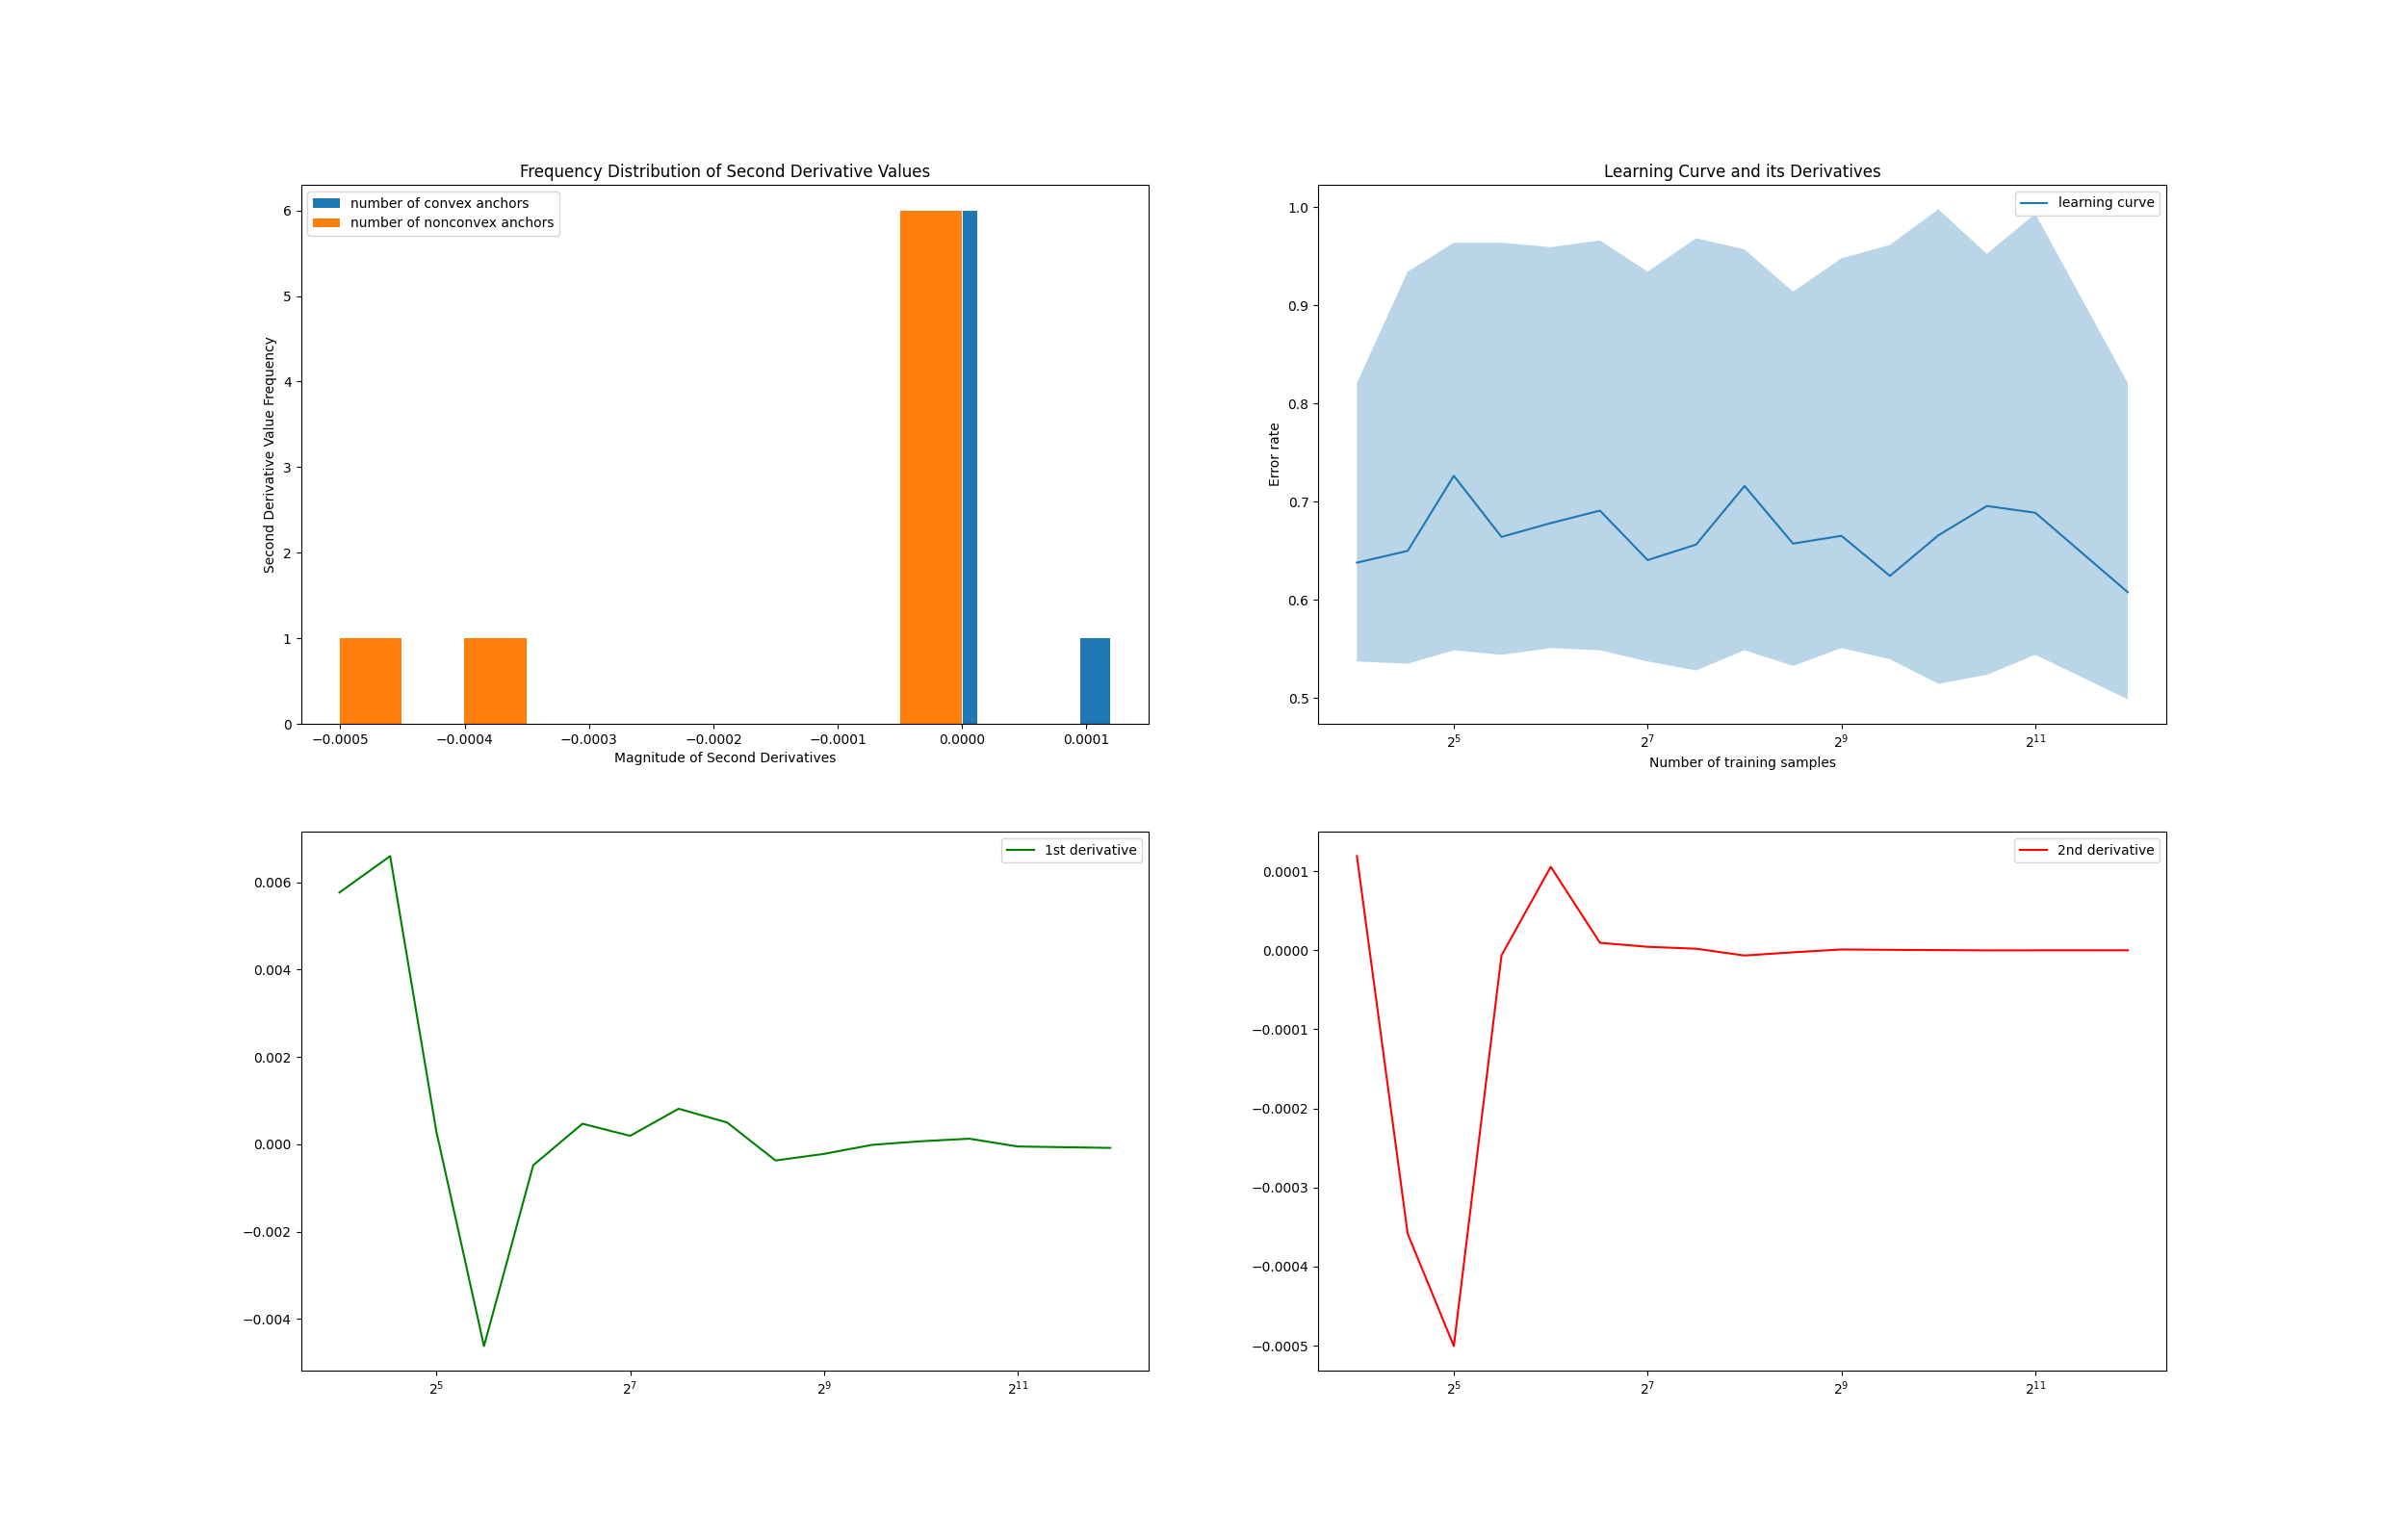 Frequency Distribution of Second Derivative Values
number of convex anchors
number of nonconvex anchors
Second Derivative Value Frequency
6
5
4
3
2
1
0
−0.0005 −0.0004 −0.0003 −0.0002 −0.0001 0.0000 0.0001
Magnitude of Second Derivatives
Learning Curve and its Derivatives
learning curve
Error rate
1.0
0.9
0.8
0.7
0.6
0.5
2^5 2^7 2^9 2^11
Number of training samples
1st derivative
0.006
0.004
0.002
0.000
−0.002
−0.004
2^5 2^7 2^9 2^11
2nd derivative
0.0001
0.0000
−0.0001
−0.0002
−0.0003
−0.0004
−0.0005
2^5 2^7 2^9 2^11